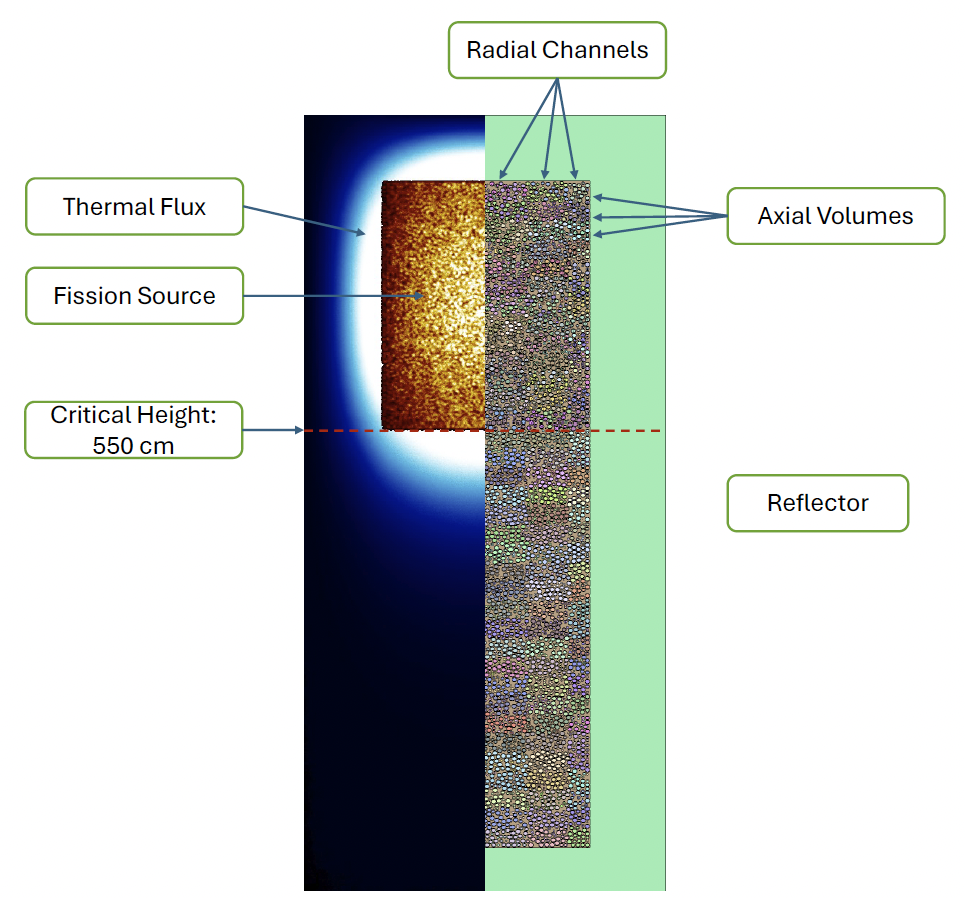 Radial Channels
Thermal Flux
Axial Volumes
Fission Source
Critical Height:
550 cm
Reflector